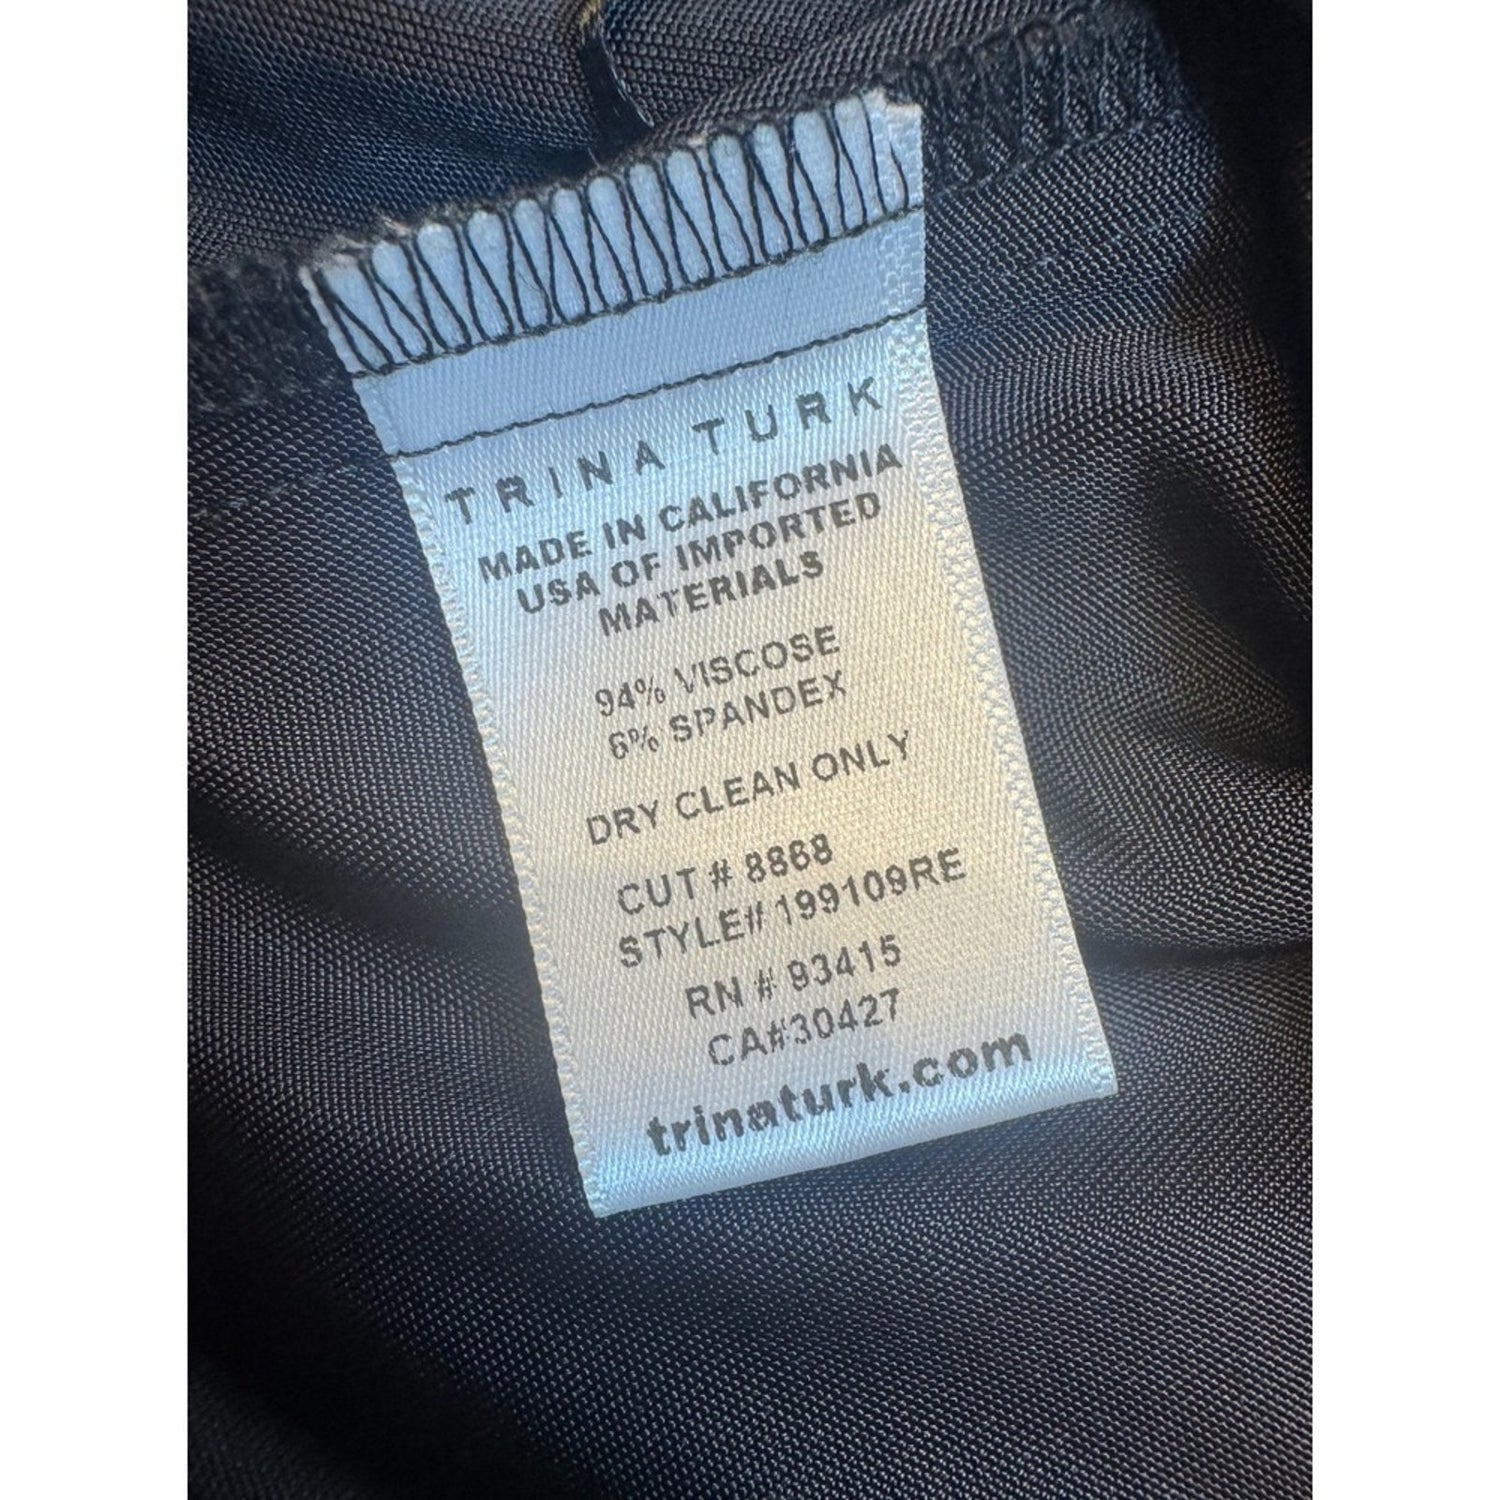 TRINA TURK
MADE IN CALIFORNIA
USA OF IMPORTED
MATERIALS
94% VISCOSE
6% SPANDEX
DRY CLEAN ONLY
CUT # 8868
STYLE# 199109RE
RN # 93415
CA#30427
trinaturk.com